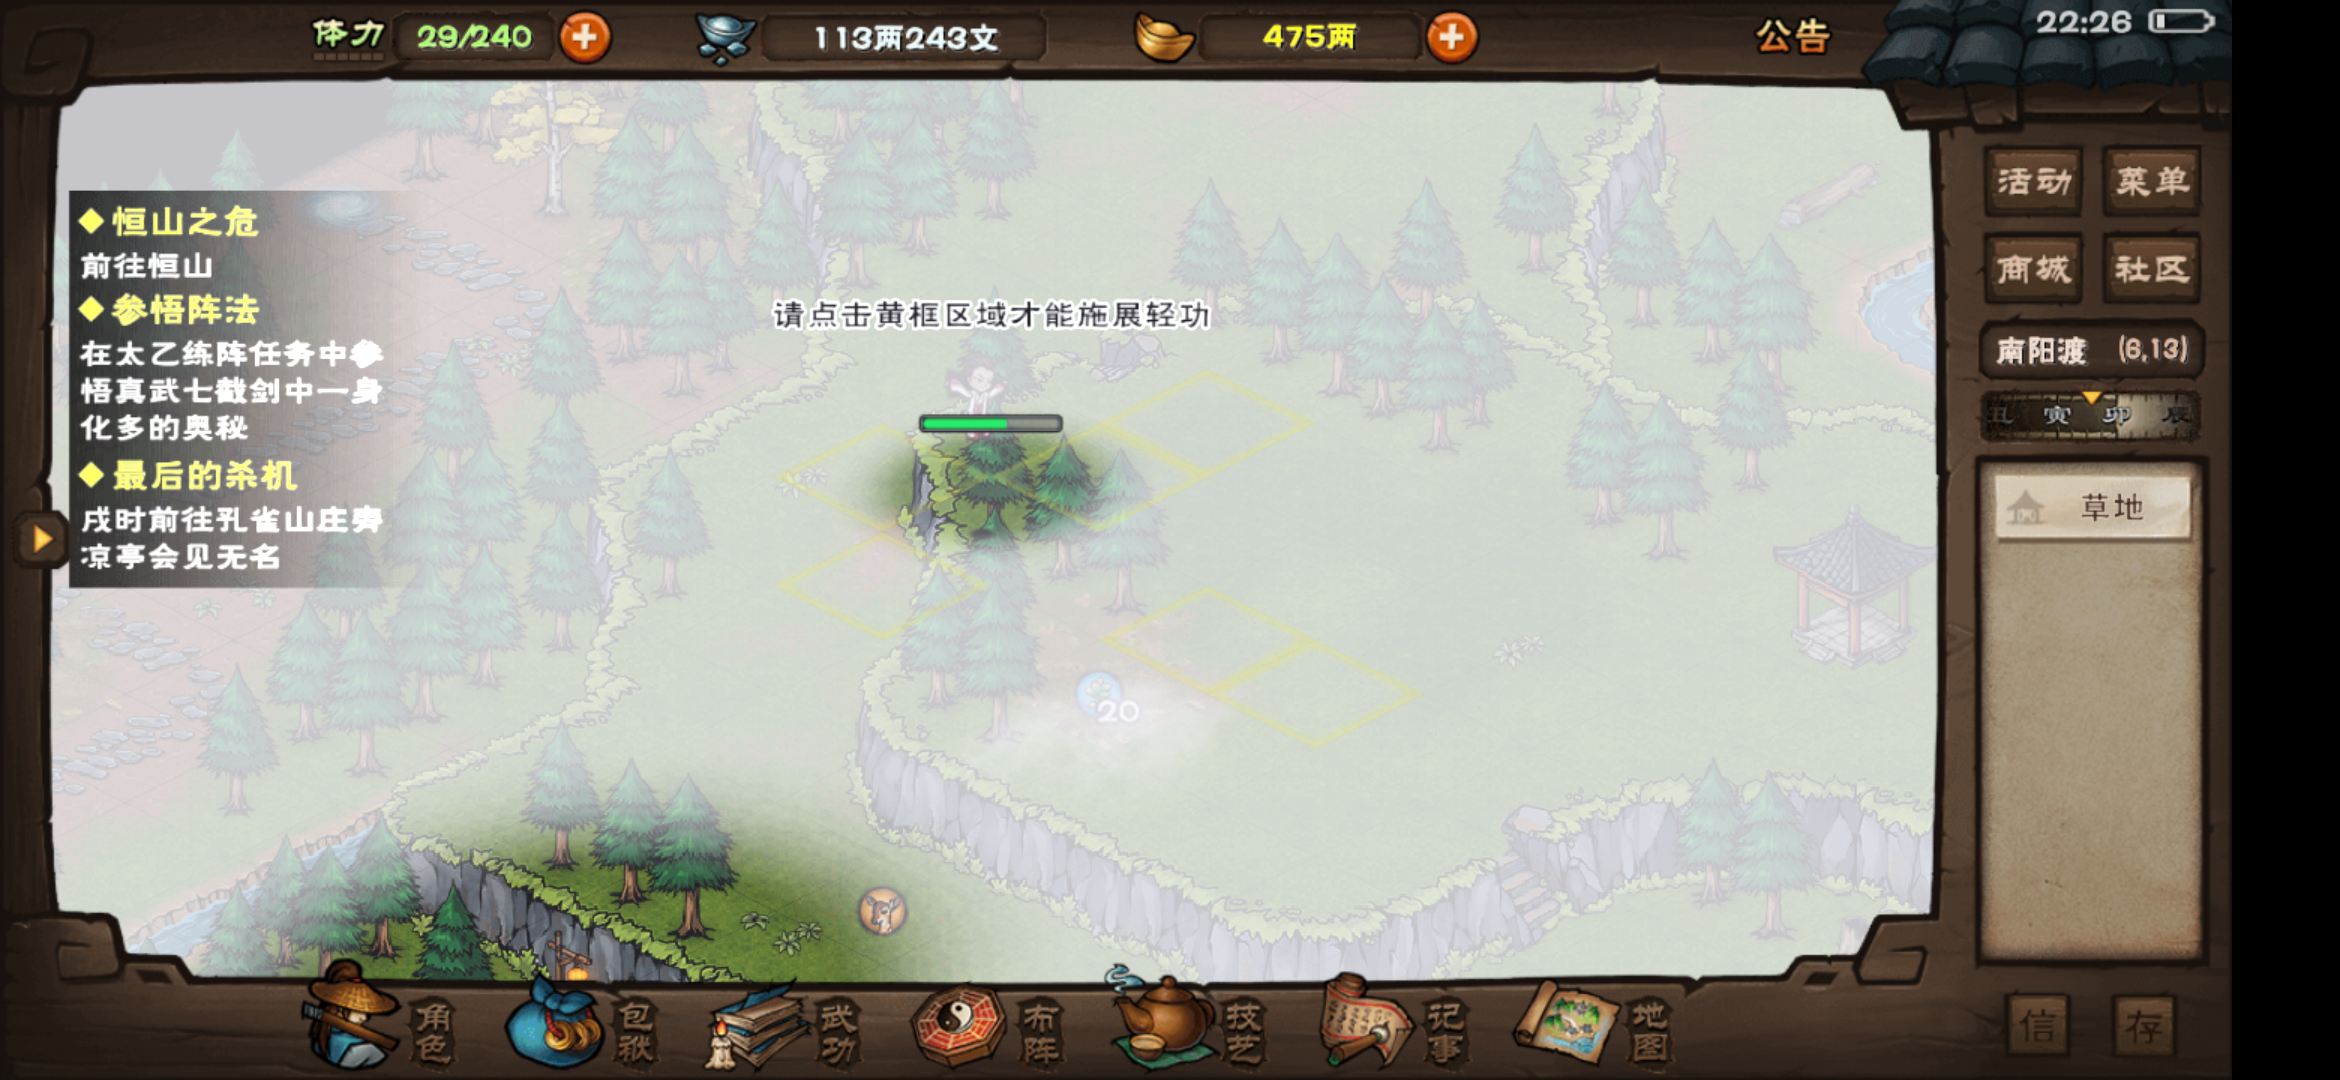 体力 29/240 113两243文 475两 公告 22:26
◆恒山之危
前往恒山
◆参悟阵法
在太乙练阵任务中参
悟真武七截剑中一身
化多的奥秘
◆最后的杀机
戌时前往孔雀山庄旁
凉亭会见无名
请点击黄框区域才能施展轻功
20
活动 菜单
商城 社区
南阳渡 (6,13)
丑 寅 卯 辰
草地
角色 包袱 武功 布阵 技艺 记事 地图
信 存